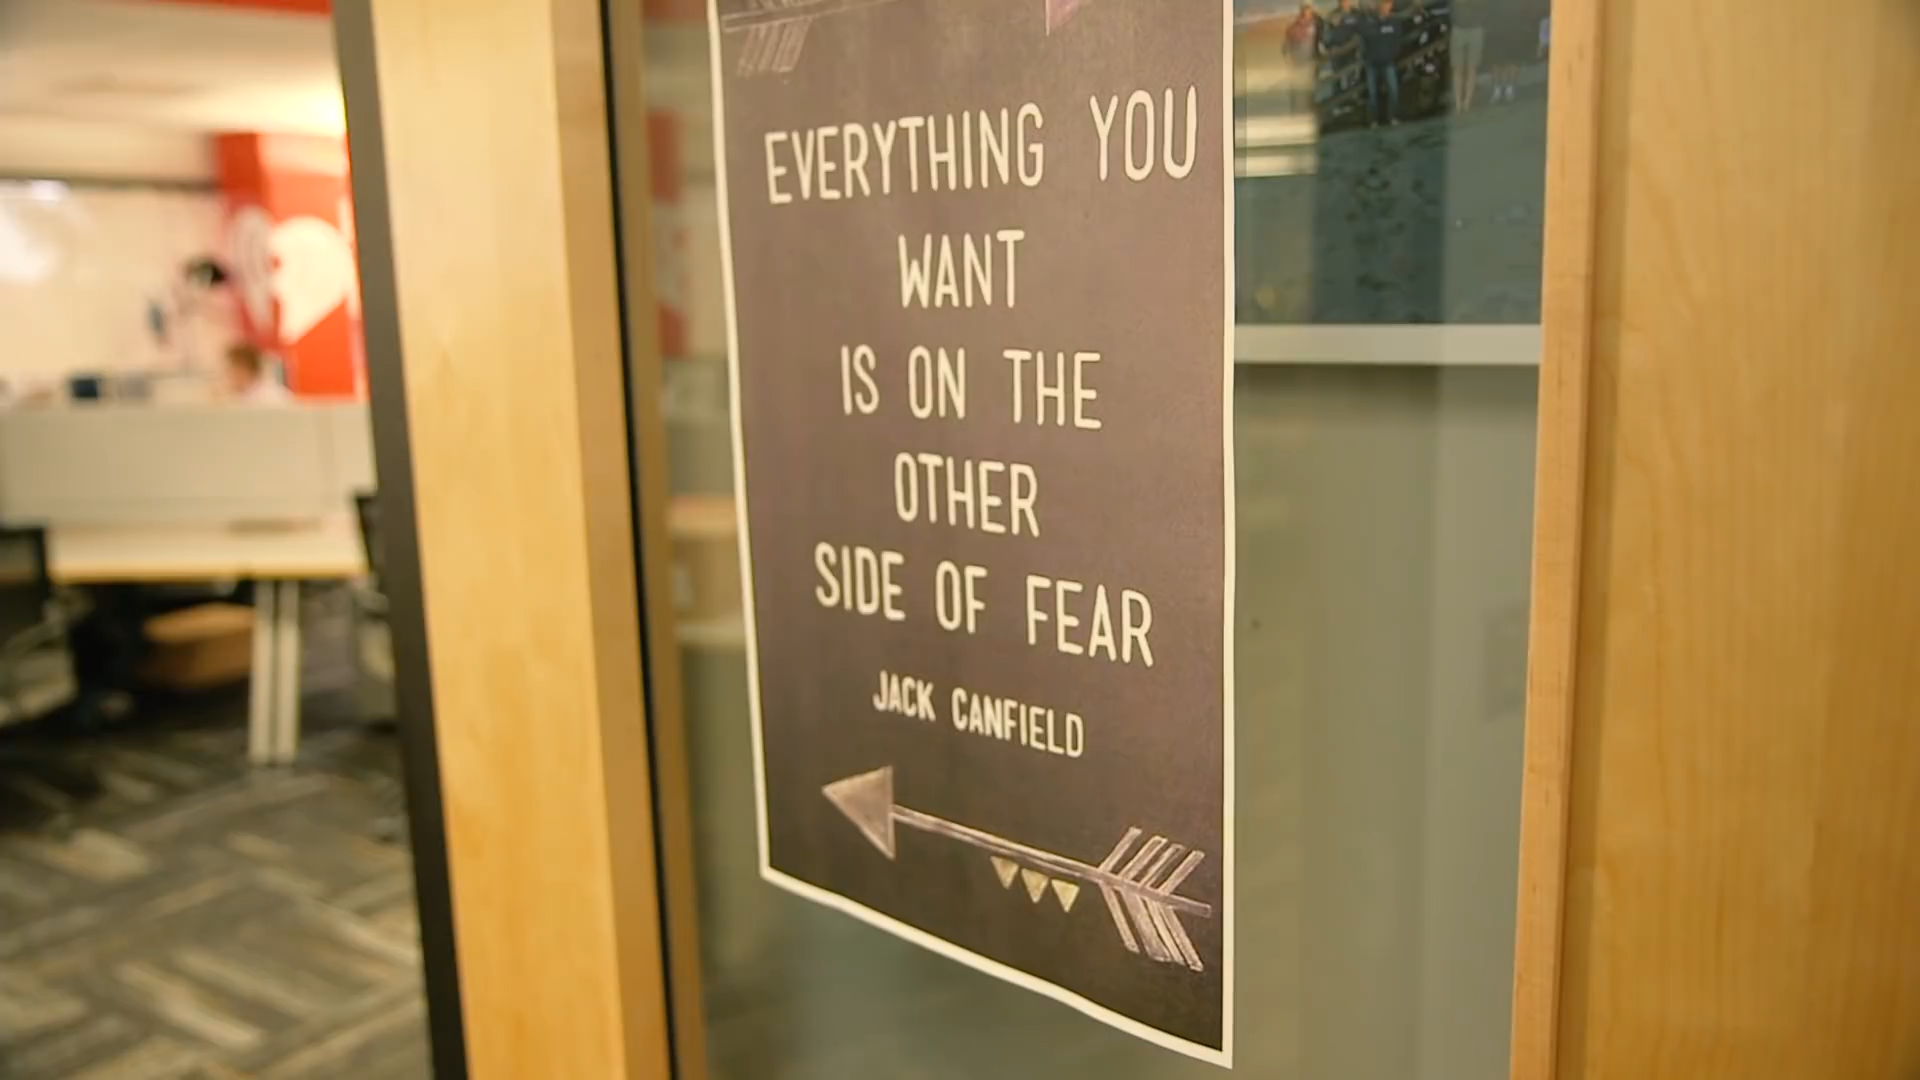 EVERYTHING YOU
WANT
IS ON THE
OTHER
SIDE OF FEAR
JACK CANFIELD